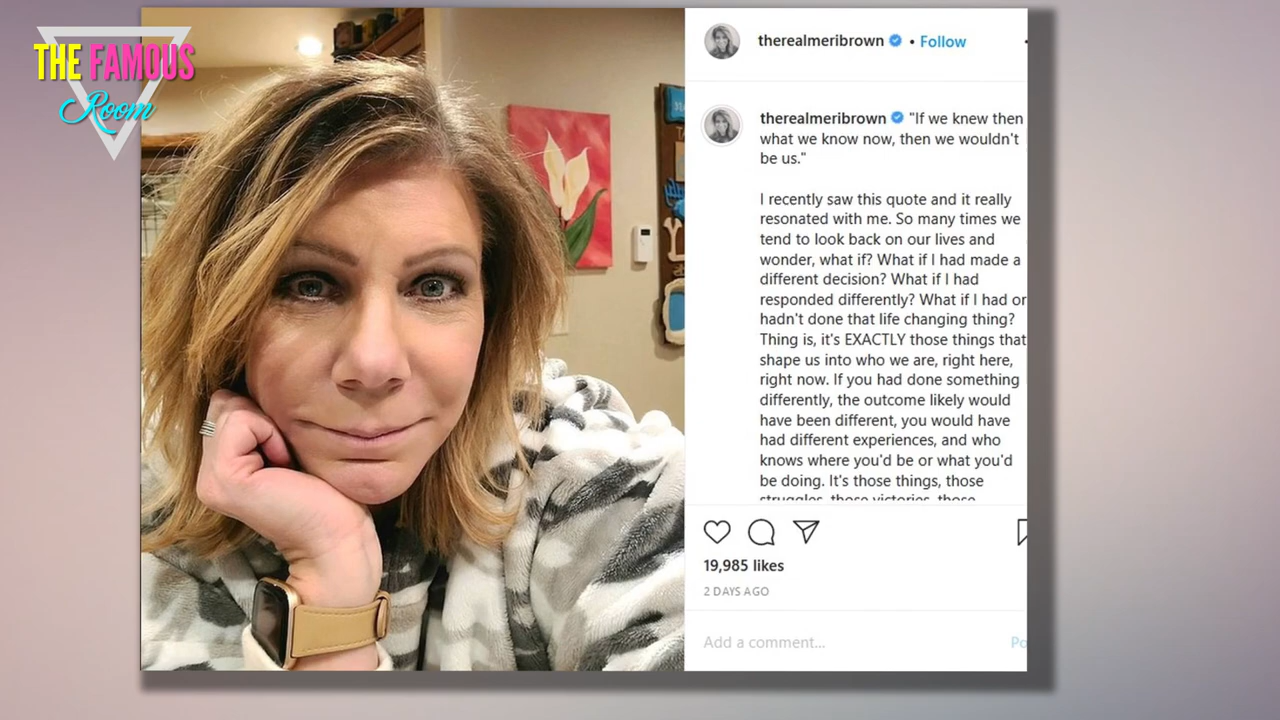 THE FAMOUS
Room
therealmeribrown • Follow
therealmeribrown "If we knew then
what we know now, then we wouldn't
be us."
I recently saw this quote and it really
resonated with me. So many times we
tend to look back on our lives and
wonder, what if? What if I had made a
different decision? What if I had
responded differently? What if I had or
hadn't done that life changing thing?
Thing is, it's EXACTLY those things that
shape us into who we are, right here,
right now. If you had done something
differently, the outcome likely would
have been different, you would have
had different experiences, and who
knows where you'd be or what you'd
be doing. It's those things, those
struggles, those victories, those
19,985 likes
2 DAYS AGO
Add a comment...
Po